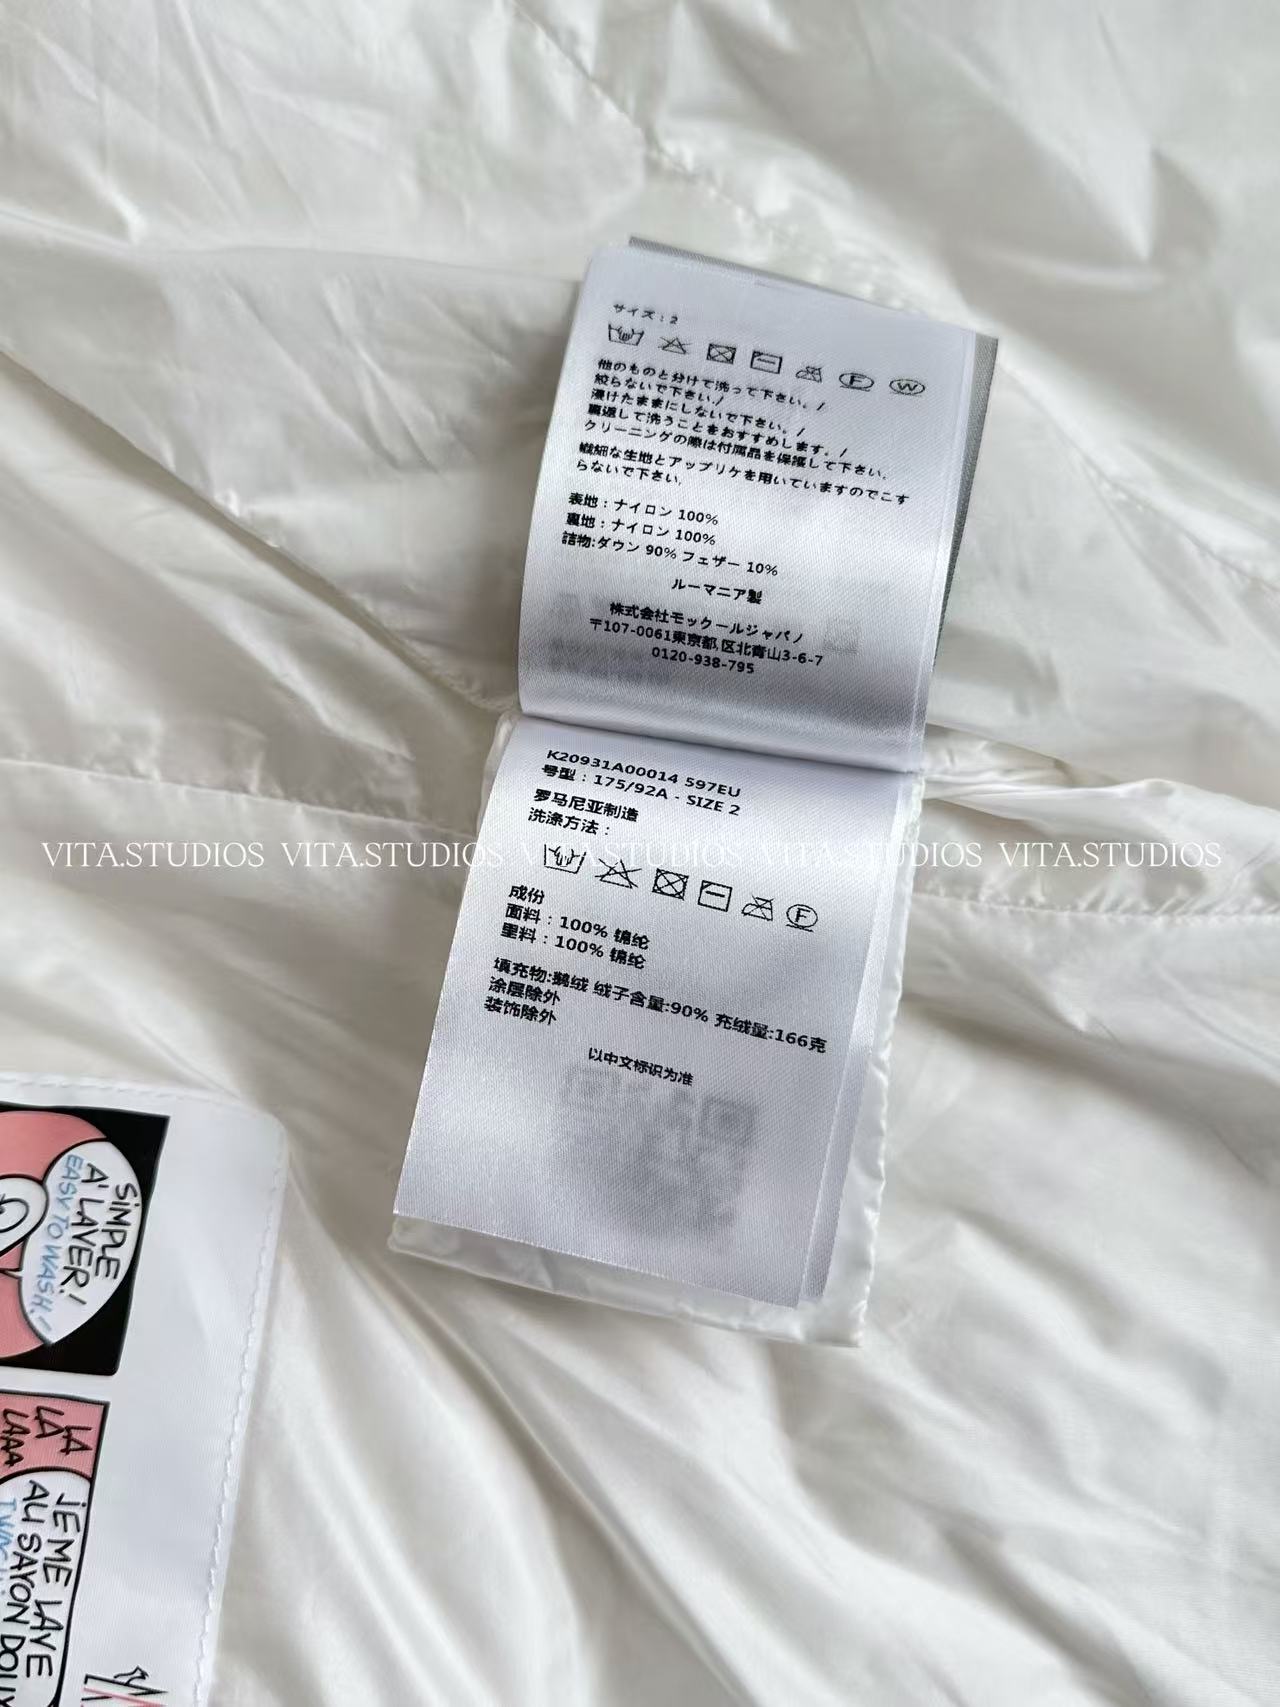 サイズ : 2
他のものと分けて洗って下さい。/
絞らないで下さい./
漬けたままにしないで下さい。/
裏返して洗うことをおすすめします。/
クリーニングの際は付属品を保護して下さい.
繊細な生地とアップリケを用いていますのでこす
らないで下さい.
表地 : ナイロン 100%
裏地 : ナイロン 100%
詰物:ダウン 90% フェザー 10%
ルーマニア製
株式会社モックールジャパノ
〒107-0061東京都,区北青山3-6-7
0120-938-795
K20931A00014 597EU
号型 : 175/92A - SIZE 2
罗马尼亚制造
洗涤方法 :
VITA.STUDIOS VITA.STUDIOS VITA.STUDIOS VITA.STUDIOS VITA.STUDIOS
F
W
F
成份
面料 : 100% 锦纶
里料 : 100% 锦纶
填充物:鹅绒 绒子含量:90% 充绒量:166克
涂层除外
装饰除外
以中文标识为准
SIMPLE
A' LAVER!
EASY TO WASH!
LA
LA
LA
LAAA
JE ME LAVE
AU SAVON DOUX